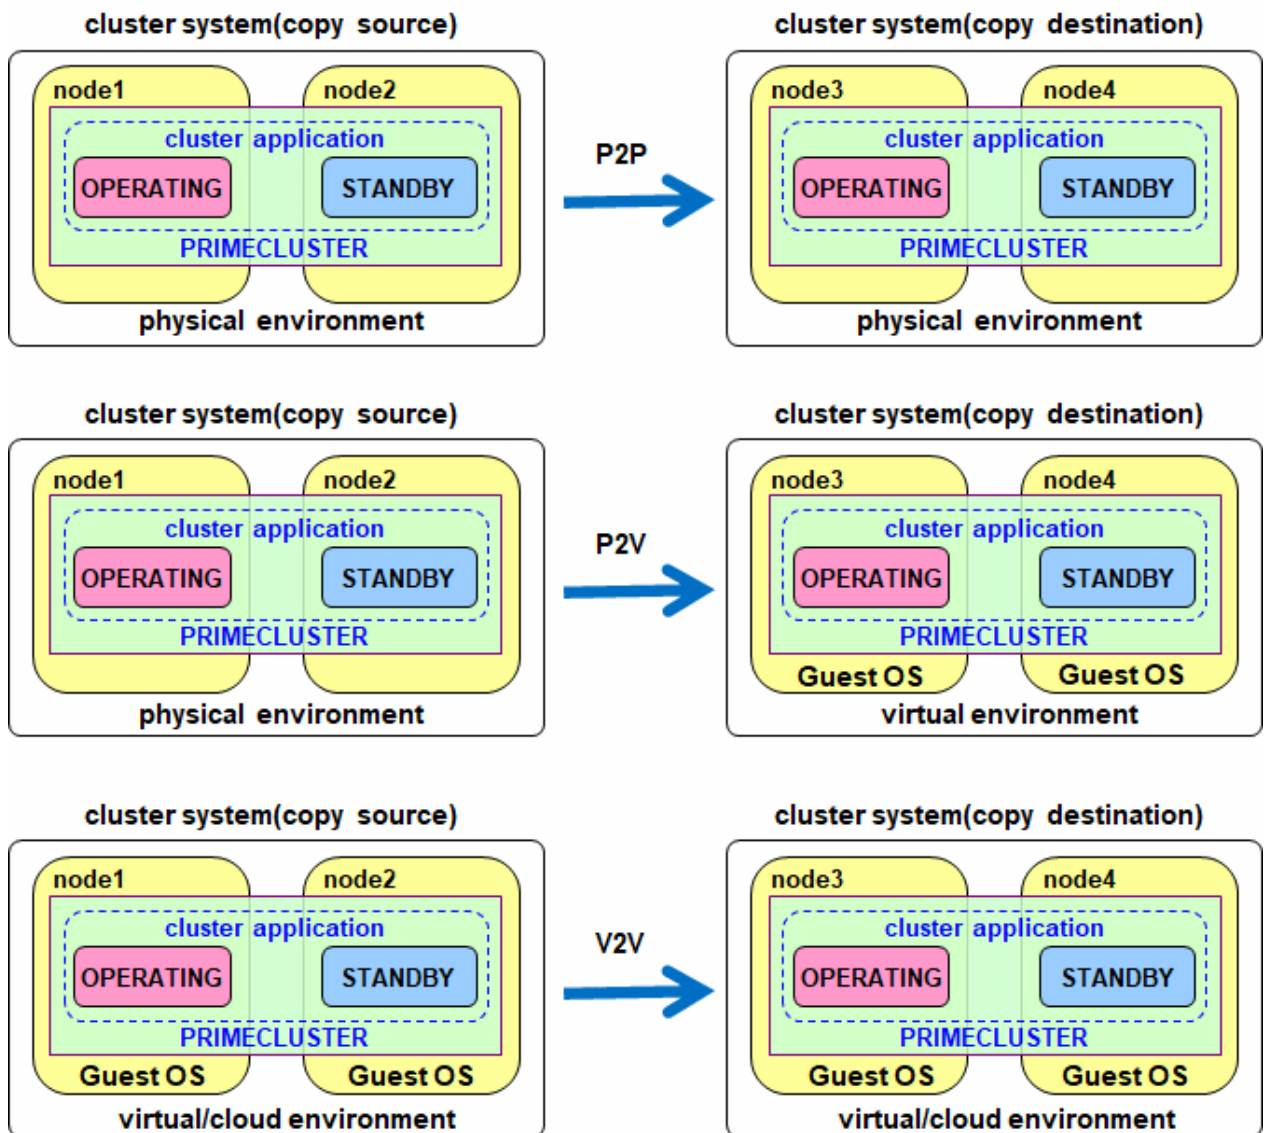 cluster system(copy source)
cluster system(copy destination)
node1
node2
cluster application
OPERATING
STANDBY
PRIMECLUSTER
physical environment
P2P
node3
node4
cluster application
OPERATING
STANDBY
PRIMECLUSTER
physical environment
cluster system(copy source)
cluster system(copy destination)
node1
node2
cluster application
OPERATING
STANDBY
PRIMECLUSTER
physical environment
P2V
node3
node4
cluster application
OPERATING
STANDBY
PRIMECLUSTER
Guest OS
Guest OS
virtual environment
cluster system(copy source)
cluster system(copy destination)
node1
node2
cluster application
OPERATING
STANDBY
PRIMECLUSTER
Guest OS
Guest OS
virtual/cloud environment
V2V
node3
node4
cluster application
OPERATING
STANDBY
PRIMECLUSTER
Guest OS
Guest OS
virtual/cloud environment